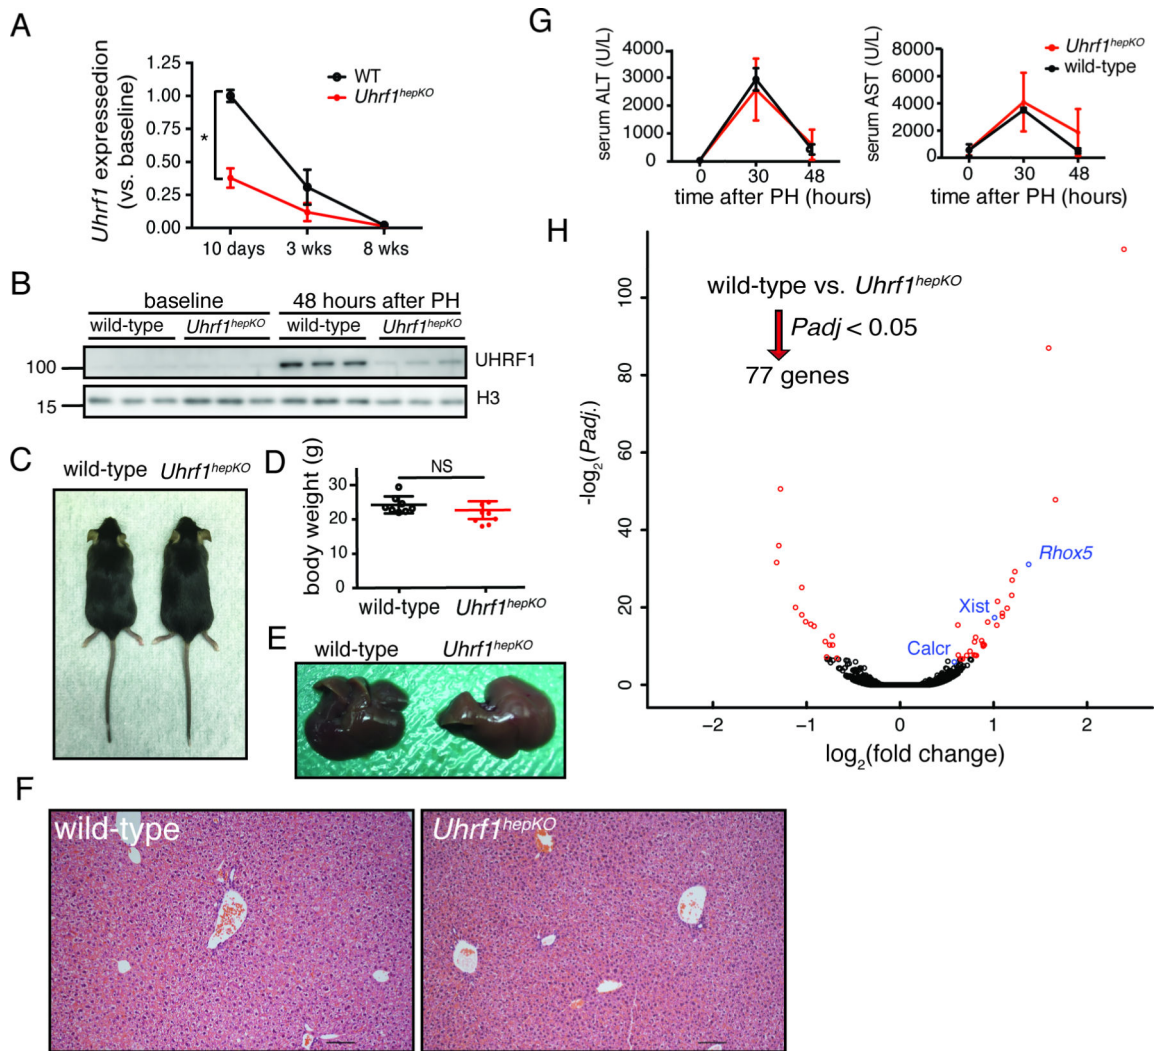 A
Uhrf1 expressedion
(vs. baseline)
1.25
1.00
0.75
0.50
0.25
0.00
10 days 3 wks 8 wks
*
WT
Uhrf1hepKO
B
baseline 48 hours after PH
wild-type Uhrf1hepKO wild-type Uhrf1hepKO
100 UHRF1
15 H3
C
wild-type Uhrf1hepKO
D
body weight (g)
30
20
10
0
NS
wild-type Uhrf1hepKO
E
wild-type Uhrf1hepKO
F
wild-type Uhrf1hepKO
G
serum ALT (U/L)
4000
3000
2000
1000
0
0 30 48
time after PH (hours)
serum AST (U/L)
8000
6000
4000
2000
0
0 30 48
time after PH (hours)
Uhrf1hepKO
wild-type
H
-log2(Padj.)
100
80
60
40
20
0
wild-type vs. Uhrf1hepKO
Padj < 0.05
77 genes
Rhox5
Xist
Calcr
−2 −1 0 1 2
log2(fold change)